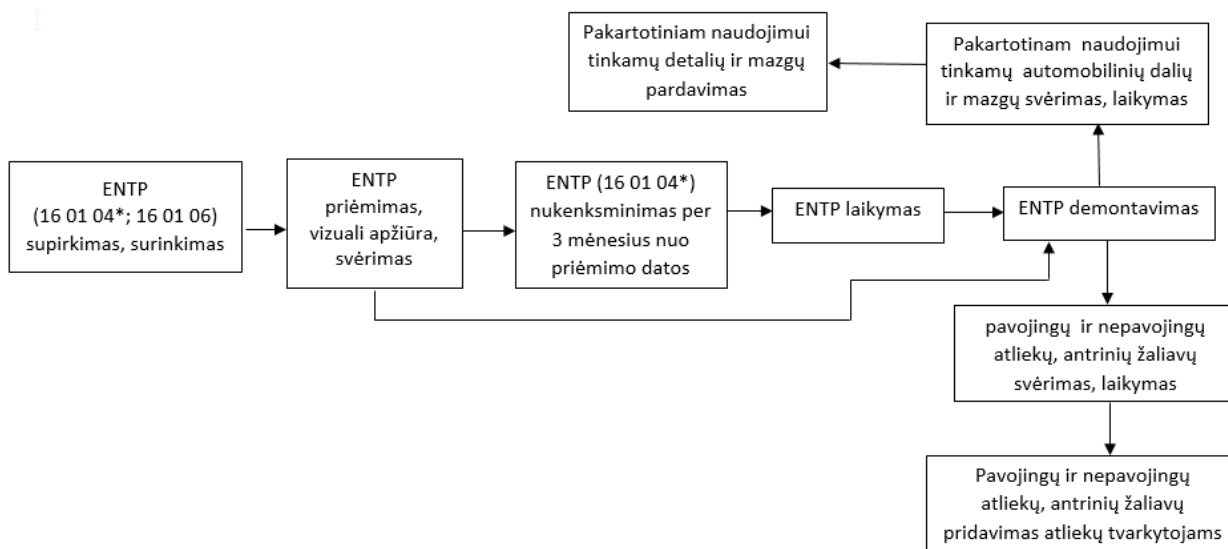 Pakartotiniam naudojimui
tinkamų detalių ir mazgų
pardavimas
Pakartotinam naudojimui
tinkamų automobilinių dalių
ir mazgų svėrimas, laikymas
ENTP
(16 01 04*; 16 01 06)
supirkimas, surinkimas
ENTP
priėmimas,
vizuali apžiūra,
svėrimas
ENTP (16 01 04*)
nukenksminimas per
3 mėnesius nuo
priėmimo datos
ENTP laikymas
ENTP demontavimas
pavojingų ir nepavojingų
atliekų, antrinių žaliavų
svėrimas, laikymas
Pavojingų ir nepavojingų
atliekų, antrinių žaliavų
pridavimas atliekų tvarkytojams